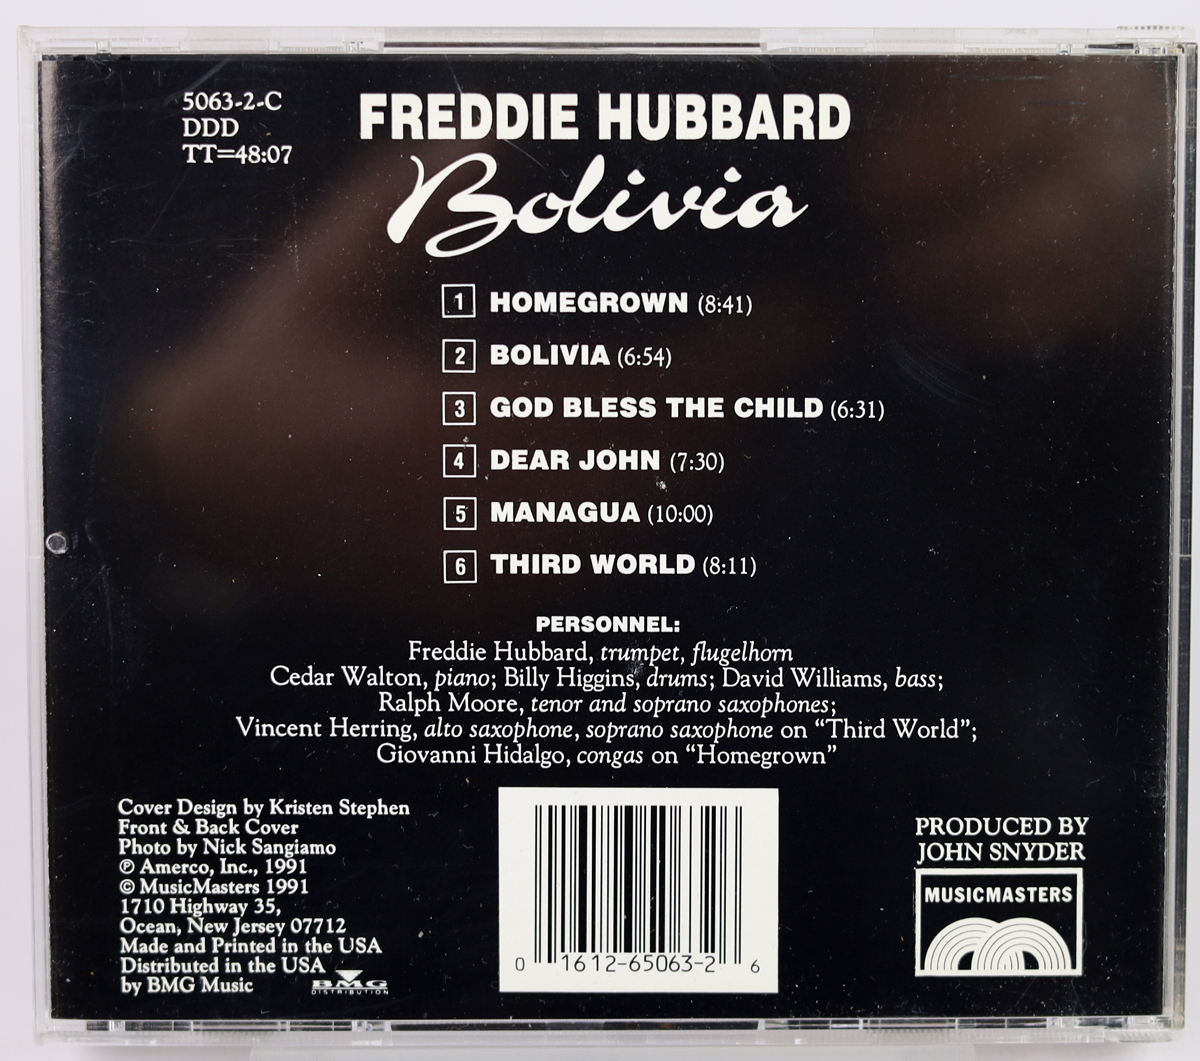 5063-2-C
DDD
TT=48:07
FREDDIE HUBBARD
Bolivia
1 HOMEGROWN (8:41)
2 BOLIVIA (6:54)
3 GOD BLESS THE CHILD (6:31)
4 DEAR JOHN (7:30)
5 MANAGUA (10:00)
6 THIRD WORLD (8:11)
PERSONNEL:
Freddie Hubbard, trumpet, flugelhorn
Cedar Walton, piano; Billy Higgins, drums; David Williams, bass;
Ralph Moore, tenor and soprano saxophones;
Vincent Herring, alto saxophone, soprano saxophone on “Third World”;
Giovanni Hidalgo, congas on “Homegrown”
Cover Design by Kristen Stephen
Front & Back Cover
Photo by Nick Sangiamo
℗ Amerco, Inc., 1991
© MusicMasters 1991
1710 Highway 35,
Ocean, New Jersey 07712
Made and Printed in the USA
Distributed in the USA
by BMG Music
BMG
DISTRIBUTION
0 1612-65063-2 6
PRODUCED BY
JOHN SNYDER
MUSICMASTERS